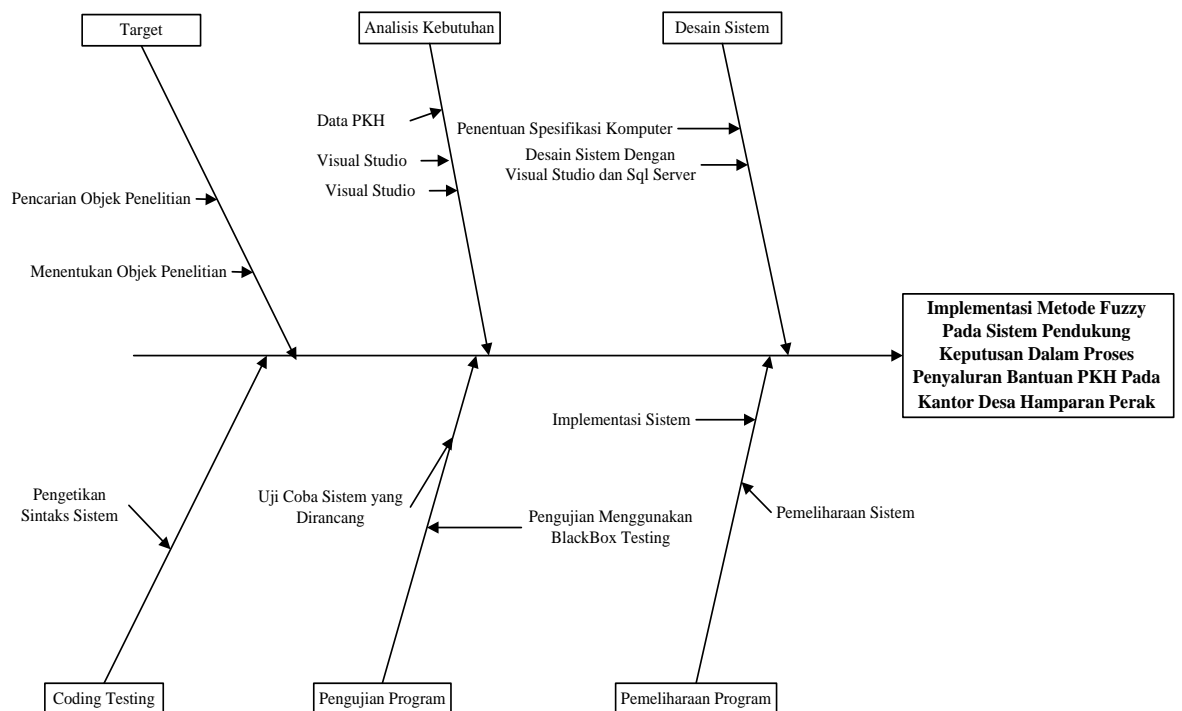 Target
Analisis Kebutuhan
Desain Sistem
Data PKH
Visual Studio
Visual Studio
Penentuan Spesifikasi Komputer
Desain Sistem Dengan
Visual Studio dan Sql Server
Pencarian Objek Penelitian
Menentukan Objek Penelitian
Implementasi Metode Fuzzy
Pada Sistem Pendukung
Keputusan Dalam Proses
Penyaluran Bantuan PKH Pada
Kantor Desa Hamparan Perak
Pengetikan
Sintaks Sistem
Uji Coba Sistem yang
Dirancang
Pengujian Menggunakan
BlackBox Testing
Implementasi Sistem
Pemeliharaan Sistem
Coding Testing
Pengujian Program
Pemeliharaan Program